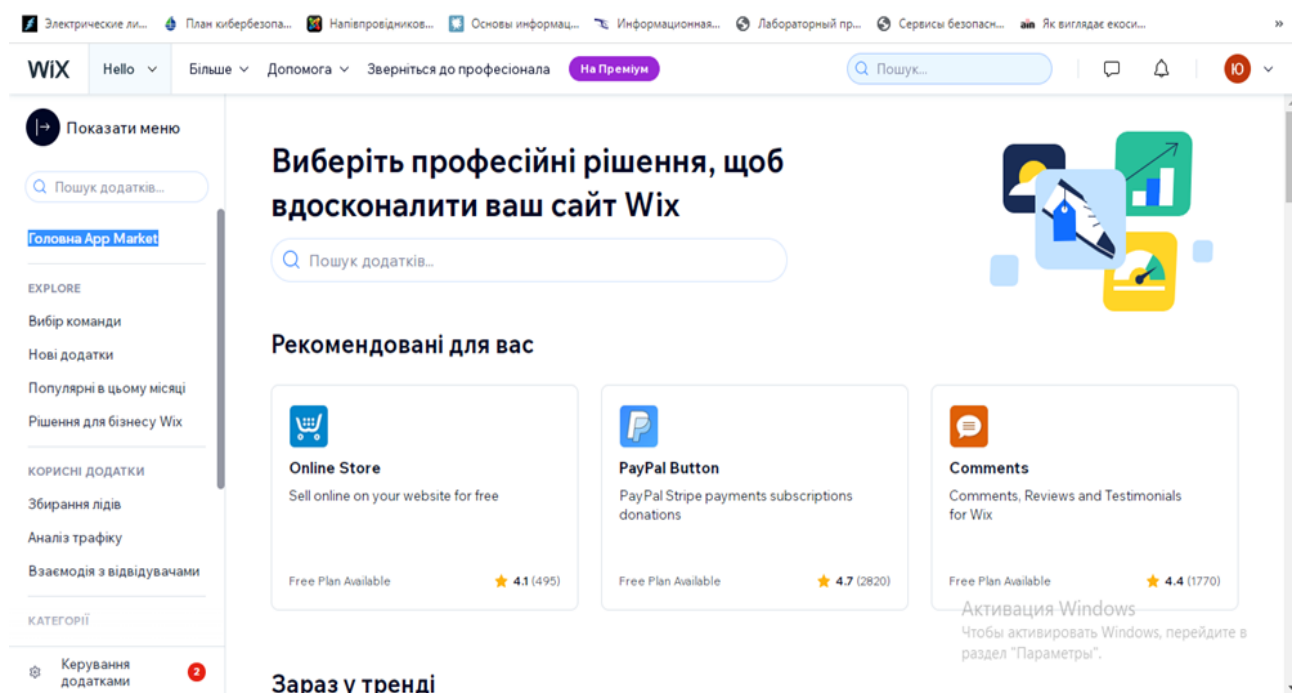 Электрические ли...
План кибербезопа...
Напівпровідников...
Основы информац...
Информационная...
Лабораторный пр...
Сервисы безопасн...
ain Як виглядає екоси...
»
WiX
Hello
Більше
Допомога
Зверніться до професіонала
На Преміум
Пошук...
Ю
Показати меню
Пошук додатків...
Головна App Market
EXPLORE
Вибір команди
Нові додатки
Популярні в цьому місяці
Рішення для бізнесу Wix
КОРИСНІ ДОДАТКИ
Збирання лідів
Аналіз трафіку
Взаємодія з відвідувачами
КАТЕГОРІЇ
Керування
додатками
2
Виберіть професійні рішення, щоб
вдосконалити ваш сайт Wix
Пошук додатків...
Рекомендовані для вас
Online Store
Sell online on your website for free
Free Plan Available
4.1 (495)
PayPal Button
PayPal Stripe payments subscriptions
donations
Free Plan Available
4.7 (2820)
Comments
Comments, Reviews and Testimonials
for Wix
Free Plan Available
4.4 (1770)
Активация Windows
Чтобы активировать Windows, перейдите в
раздел "Параметры".
Зараз у тренді